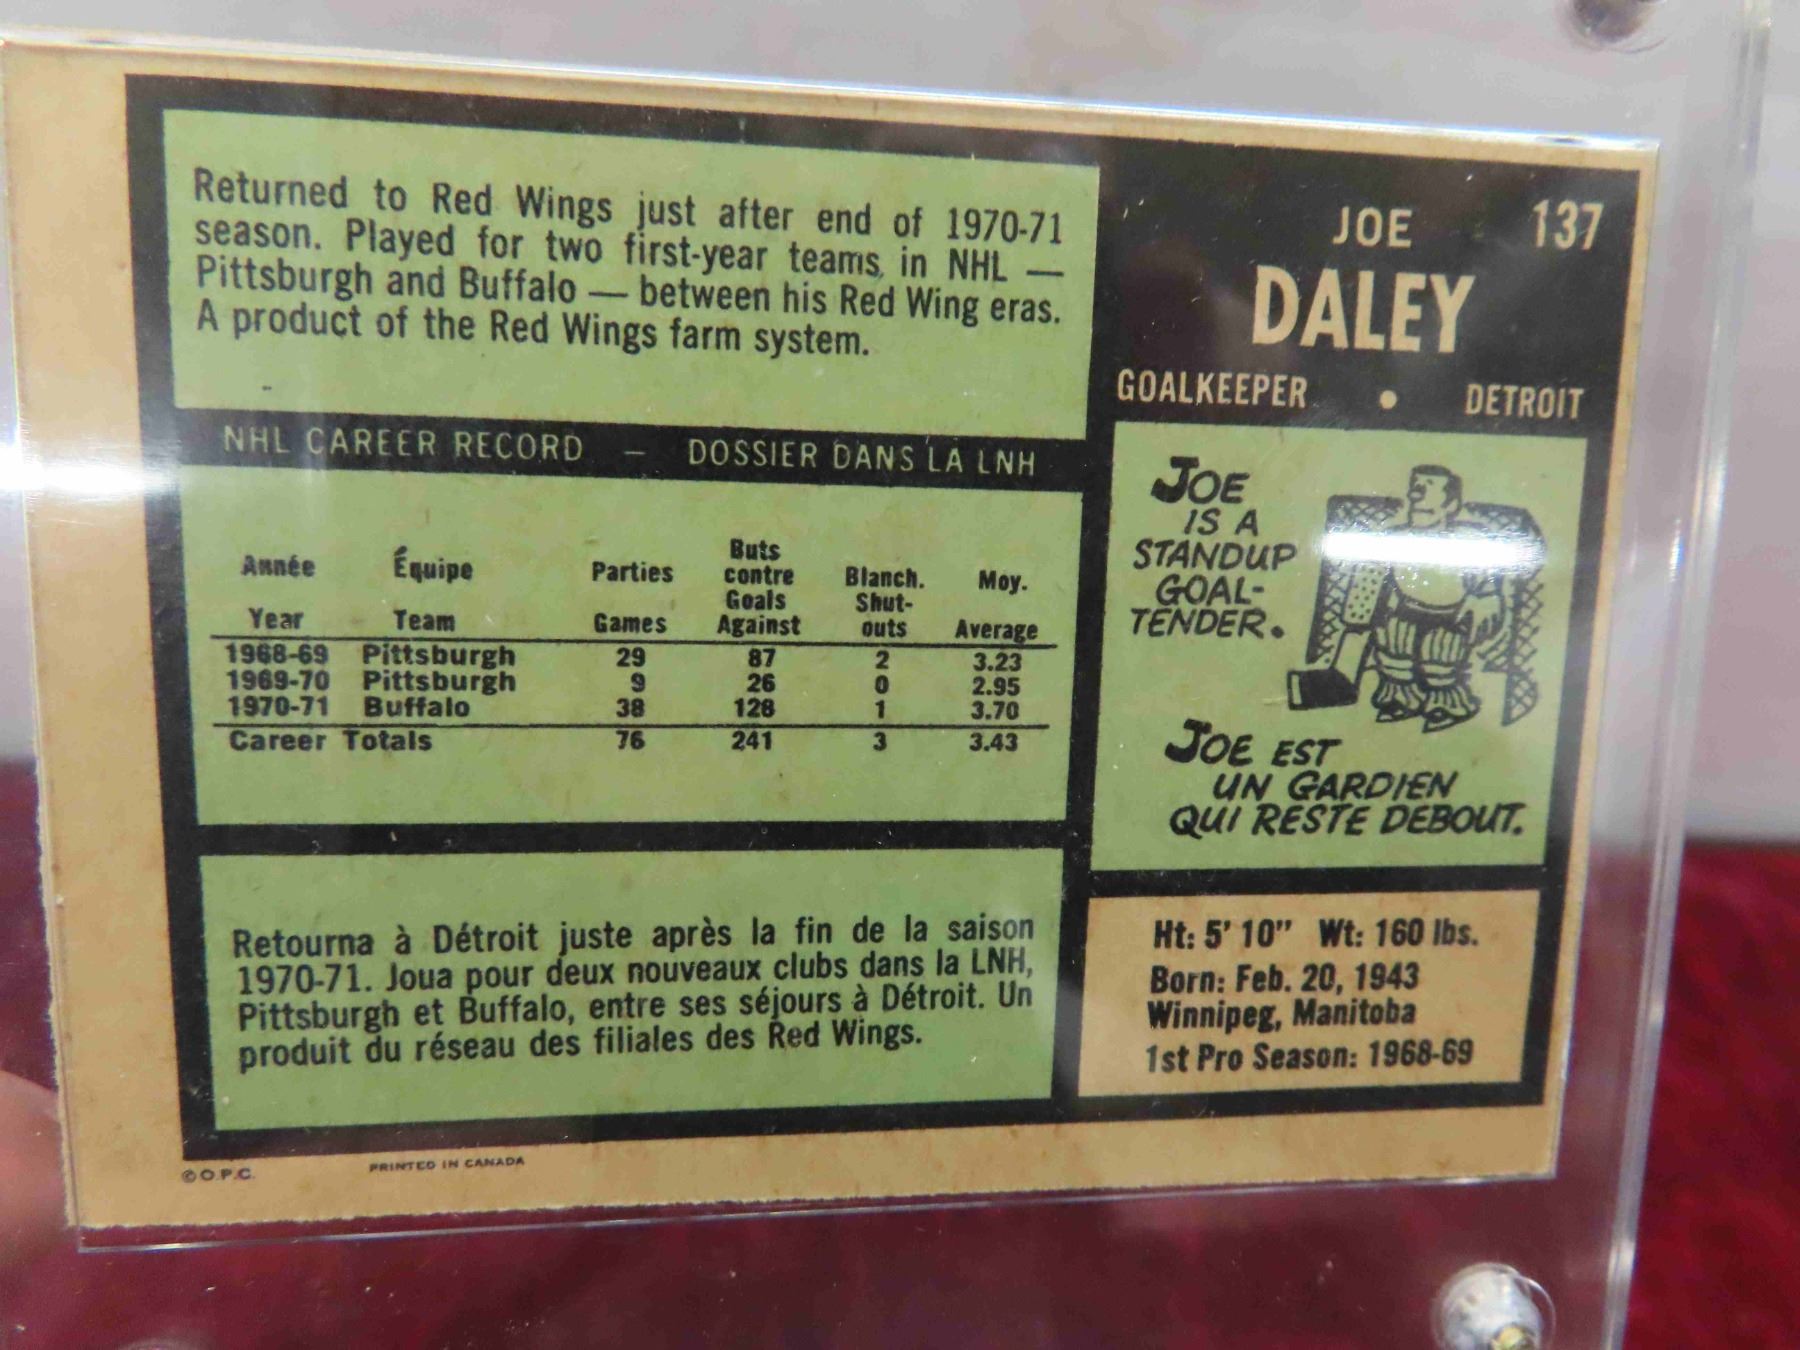 Returned to Red Wings just after end of 1970-71
season. Played for two first-year teams in NHL —
Pittsburgh and Buffalo — between his Red Wing eras.
A product of the Red Wings farm system.
JOE 137
DALEY
GOALKEEPER • DETROIT
NHL CAREER RECORD — DOSSIER DANS LA LNH
Année Équipe Parties Buts contre Blanch. Moy.
Year Team Games Goals Against Shut-outs Average
1968-69 Pittsburgh 29 87 2 3.23
1969-70 Pittsburgh 9 26 0 2.95
1970-71 Buffalo 38 128 1 3.70
Career Totals 76 241 3 3.43
JOE
IS A
STANDUP
GOAL-
TENDER.
JOE EST
UN GARDIEN
QUI RESTE DEBOUT.
Retourna à Détroit juste après la fin de la saison
1970-71. Joua pour deux nouveaux clubs dans la LNH,
Pittsburgh et Buffalo, entre ses séjours à Détroit. Un
produit du réseau des filiales des Red Wings.
Ht: 5' 10" Wt: 160 lbs.
Born: Feb. 20, 1943
Winnipeg, Manitoba
1st Pro Season: 1968-69
© O.P.C. PRINTED IN CANADA